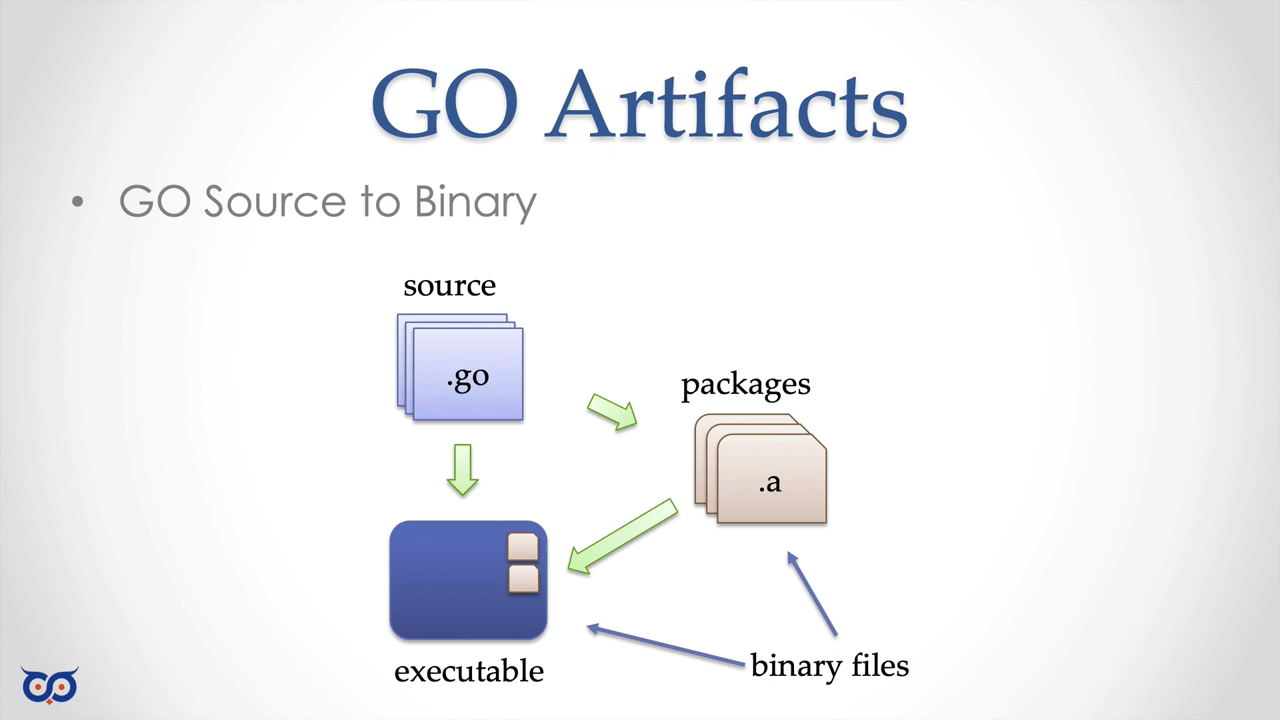 GO Artifacts
• GO Source to Binary
source
.go
packages
.a
executable
binary files